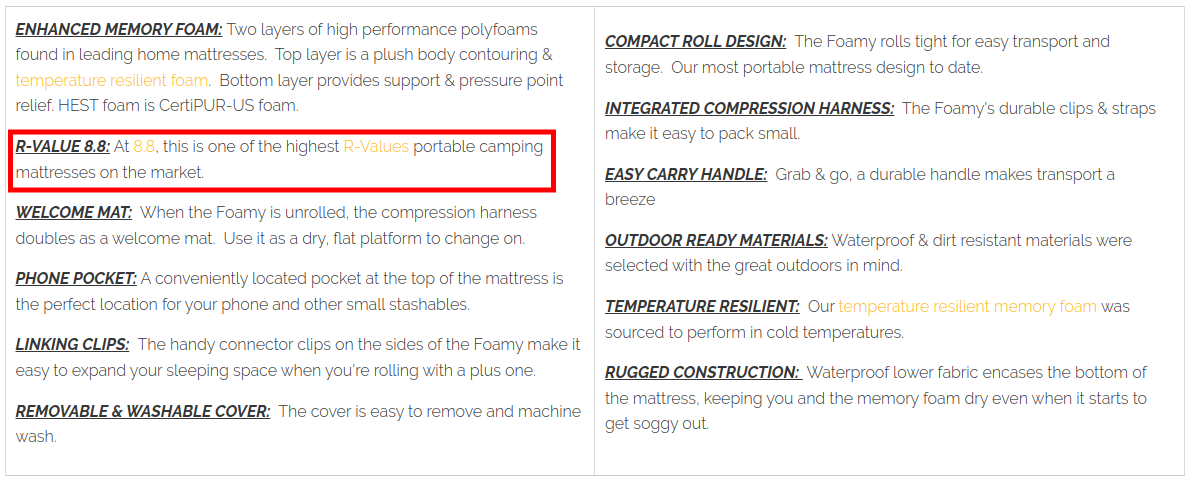 ENHANCED MEMORY FOAM: Two layers of high performance polyfoams
found in leading home mattresses.  Top layer is a plush body contouring &
temperature resilient foam.  Bottom layer provides support & pressure point
relief. HEST foam is CertiPUR-US foam.
R-VALUE 8.8: At 8.8, this is one of the highest R-Values portable camping
mattresses on the market.
WELCOME MAT:  When the Foamy is unrolled, the compression harness
doubles as a welcome mat.  Use it as a dry, flat platform to change on.
PHONE POCKET: A conveniently located pocket at the top of the mattress is
the perfect location for your phone and other small stashables.
LINKING CLIPS:  The handy connector clips on the sides of the Foamy make it
easy to expand your sleeping space when you're rolling with a plus one.
REMOVABLE & WASHABLE COVER:  The cover is easy to remove and machine
wash.
COMPACT ROLL DESIGN:  The Foamy rolls tight for easy transport and
storage.  Our most portable mattress design to date.
INTEGRATED COMPRESSION HARNESS:  The Foamy's durable clips & straps
make it easy to pack small.
EASY CARRY HANDLE:  Grab & go, a durable handle makes transport a
breeze
OUTDOOR READY MATERIALS: Waterproof & dirt resistant materials were
selected with the great outdoors in mind.
TEMPERATURE RESILIENT:  Our temperature resilient memory foam was
sourced to perform in cold temperatures.
RUGGED CONSTRUCTION:  Waterproof lower fabric encases the bottom of
the mattress, keeping you and the memory foam dry even when it starts to
get soggy out.